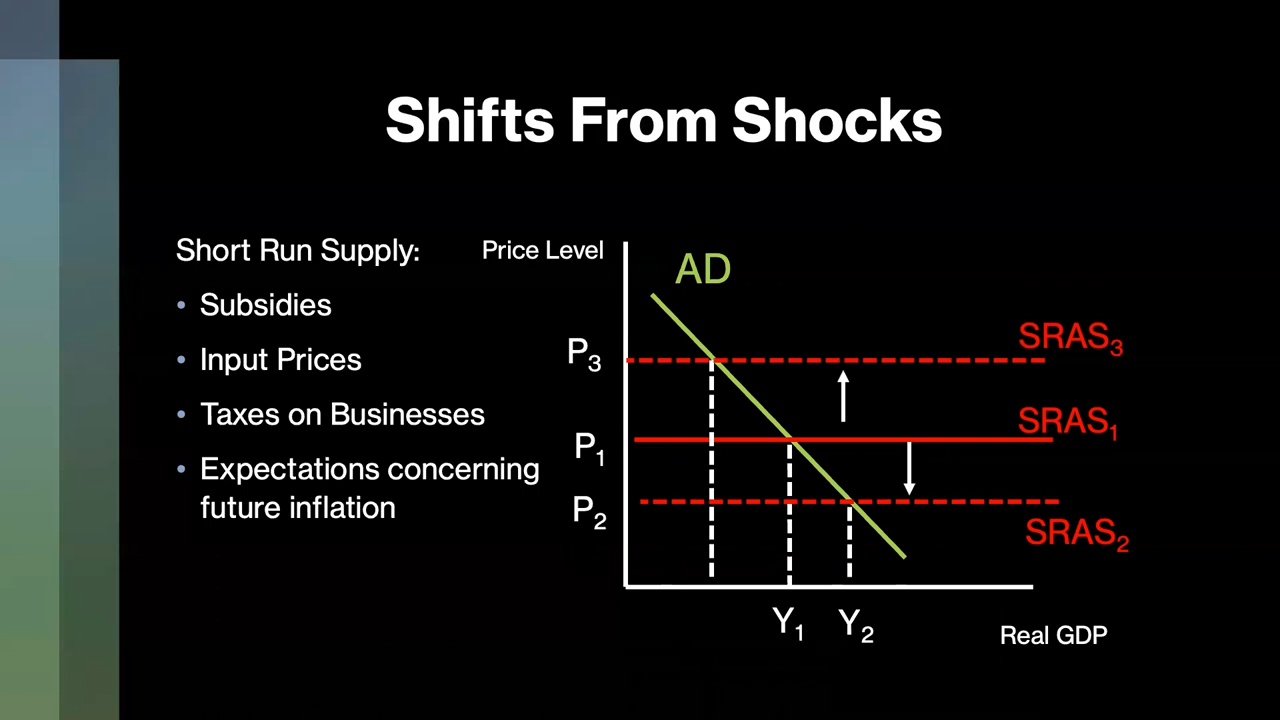 Shifts From Shocks
Short Run Supply:
• Subsidies
• Input Prices
• Taxes on Businesses
• Expectations concerning
future inflation
Price Level
AD
P₃
SRAS₃
P₁
SRAS₁
P₂
SRAS₂
Y₁
Y₂
Real GDP